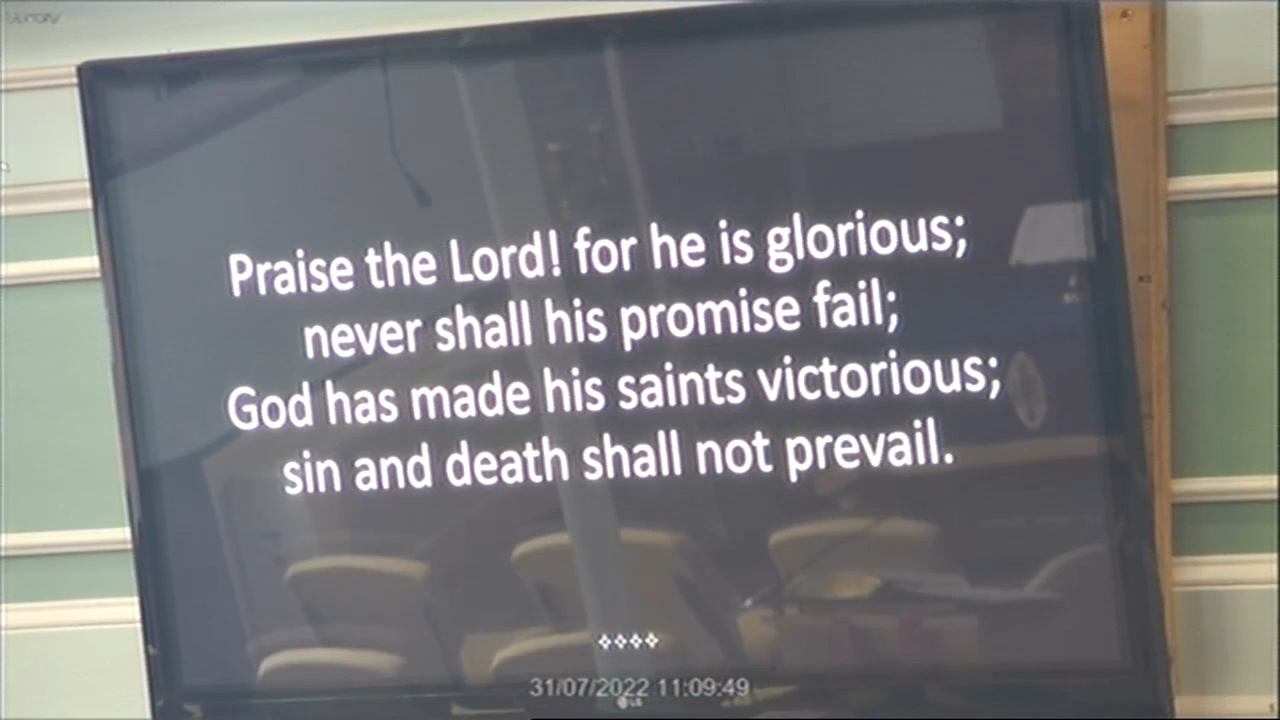 Praise the Lord! for he is glorious;
never shall his promise fail;
God has made his saints victorious;
sin and death shall not prevail.
31/07/2022 11:09:49
LG